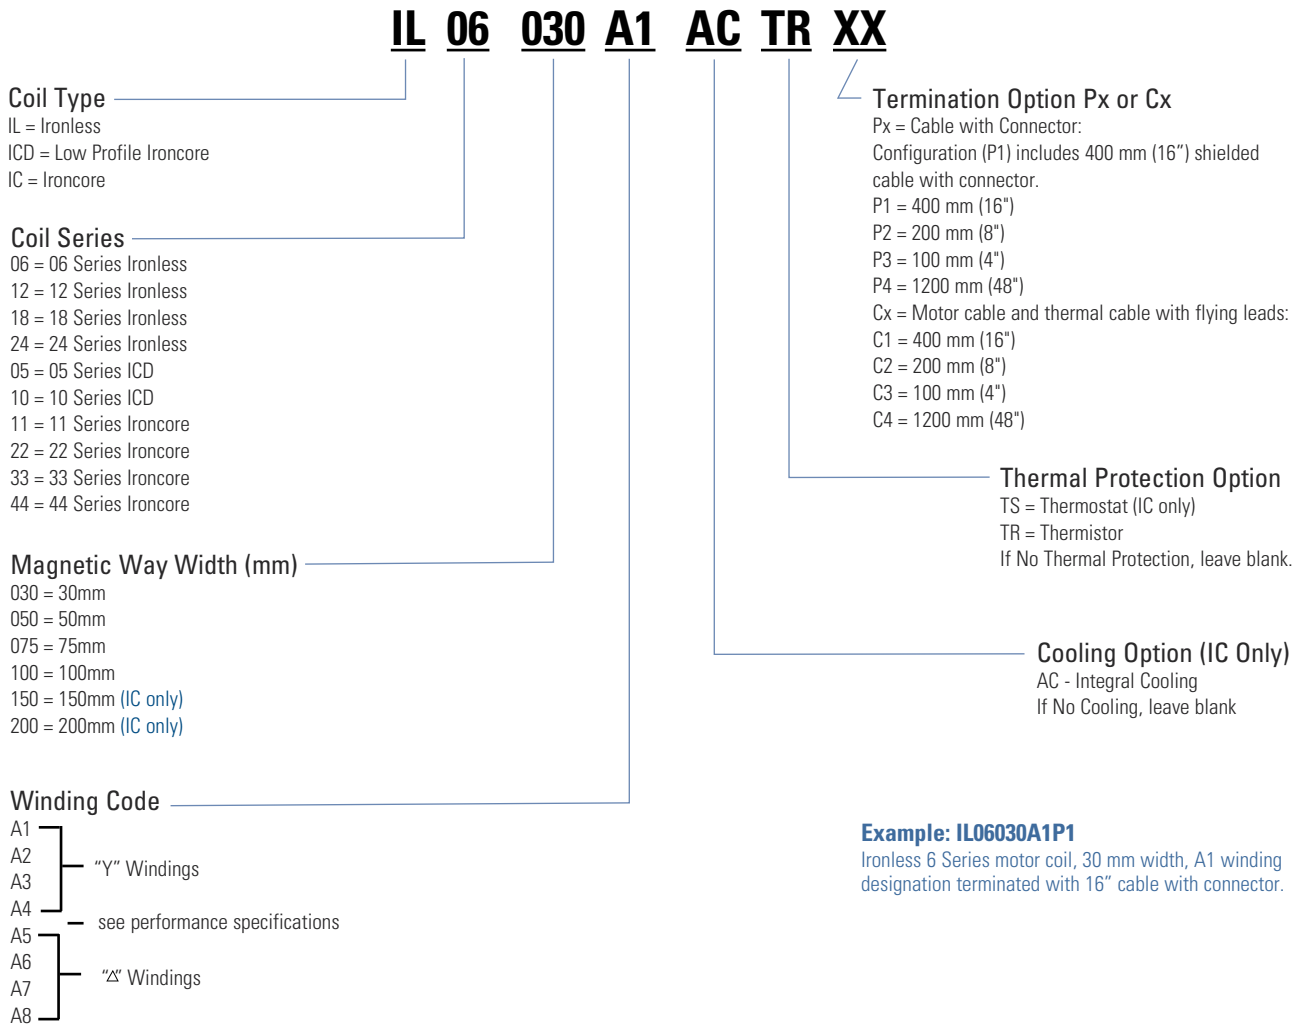 IL 06 030 A1 AC TR XX
Coil Type
IL = Ironless
ICD = Low Profile Ironcore
IC = Ironcore
Coil Series
06 = 06 Series Ironless
12 = 12 Series Ironless
18 = 18 Series Ironless
24 = 24 Series Ironless
05 = 05 Series ICD
10 = 10 Series ICD
11 = 11 Series Ironcore
22 = 22 Series Ironcore
33 = 33 Series Ironcore
44 = 44 Series Ironcore
Magnetic Way Width (mm)
030 = 30mm
050 = 50mm
075 = 75mm
100 = 100mm
150 = 150mm (IC only)
200 = 200mm (IC only)
Winding Code
A1
A2
A3
A4
"Y" Windings
see performance specifications
A5
A6
A7
A8
"△" Windings
Termination Option Px or Cx
Px = Cable with Connector:
Configuration (P1) includes 400 mm (16”) shielded
cable with connector.
P1 = 400 mm (16")
P2 = 200 mm (8")
P3 = 100 mm (4")
P4 = 1200 mm (48")
Cx = Motor cable and thermal cable with flying leads:
C1 = 400 mm (16")
C2 = 200 mm (8")
C3 = 100 mm (4")
C4 = 1200 mm (48")
Thermal Protection Option
TS = Thermostat (IC only)
TR = Thermistor
If No Thermal Protection, leave blank.
Cooling Option (IC Only)
AC - Integral Cooling
If No Cooling, leave blank
Example: IL06030A1P1
Ironless 6 Series motor coil, 30 mm width, A1 winding
designation terminated with 16” cable with connector.